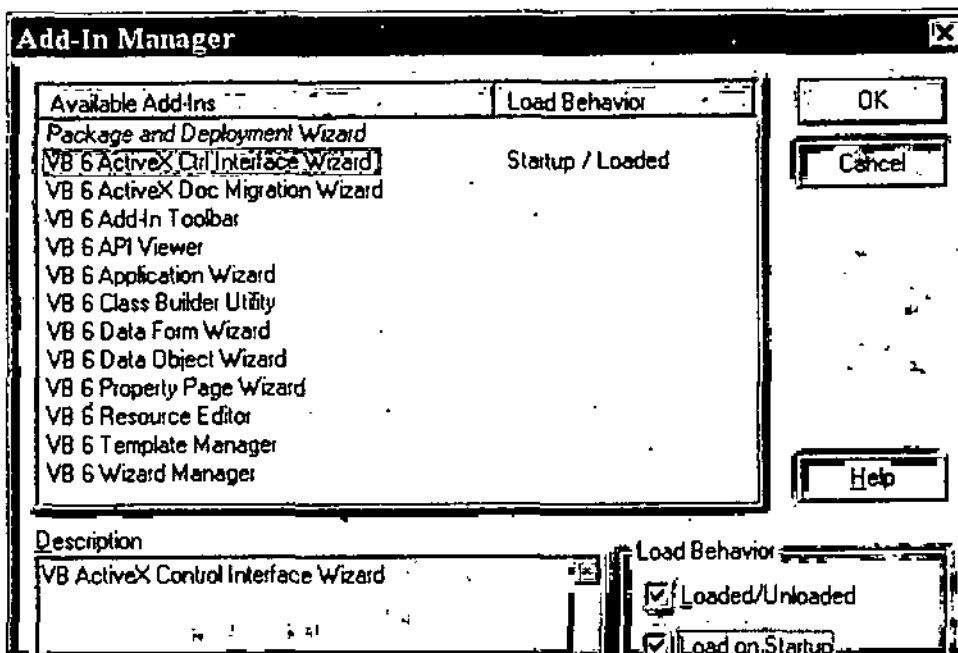 Add-In Manager
Available Add-Ins Load Behavior
Package and Deployment Wizard
VB 6 ActiveX Ctrl Interface Wizard Startup / Loaded
VB 6 ActiveX Doc Migration Wizard
VB 6 Add-In Toolbar
VB 6 API Viewer
VB 6 Application Wizard
VB 6 Class Builder Utility
VB 6 Data Form Wizard
VB 6 Data Object Wizard
VB 6 Property Page Wizard
VB 6 Resource Editor
VB 6 Template Manager
VB 6 Wizard Manager
OK
Cancel
Help
Description
VB ActiveX Control Interface Wizard
Load Behavior
Loaded/Unloaded
Load on Startup